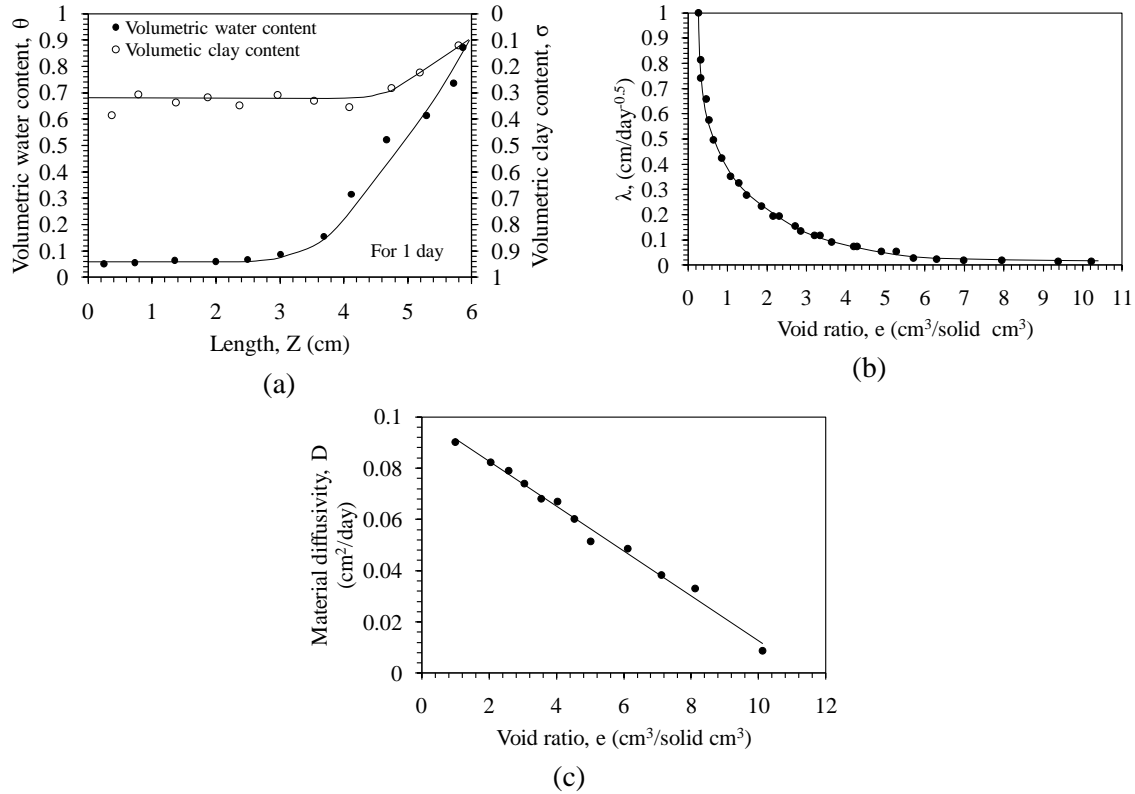 Volumetric water content, θ
1
0.9
0.8
0.7
0.6
0.5
0.4
0.3
0.2
0.1
0
Volumetric water content
Volumetic clay content
For 1 day
0
0.1
0.2
0.3
0.4
0.5
0.6
0.7
0.8
0.9
1
Volumetric clay content, σ
0 1 2 3 4 5 6
Length, Z (cm)
(a)
λ, (cm/day-0.5)
1
0.9
0.8
0.7
0.6
0.5
0.4
0.3
0.2
0.1
0
0 1 2 3 4 5 6 7 8 9 10 11
Void ratio, e (cm³/solid cm³)
(b)
Material diffusivity, D
(cm²/day)
0.1
0.08
0.06
0.04
0.02
0
0 2 4 6 8 10 12
Void ratio, e (cm³/solid cm³)
(c)